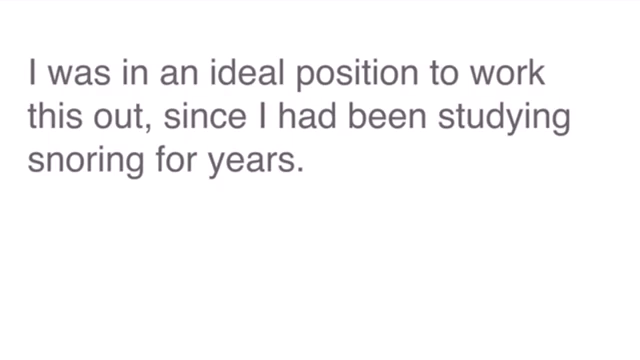 I was in an ideal position to work
this out, since I had been studying
snoring for years.